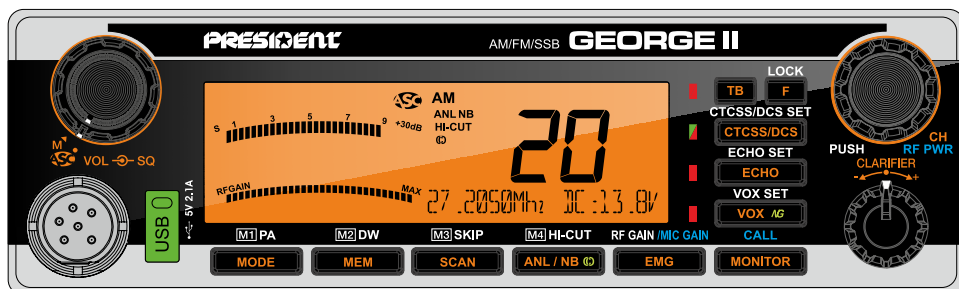 PRESIDENT
AM/FM/SSB GEORGE II
LOCK
TB F
CTCSS/DCS SET
CTCSS/DCS
ECHO SET
ECHO
VOX SET
VOX NG
CALL
ASC AM
ANL NB
HI-CUT
S 1 3 5 7 9 +30dB
20
RFGAIN MAX
27.2050Mhz DC:13.8V
M
ASC VOL SQ
USB 5V 2.1A
PUSH
CH
RF PWR
CLARIFIER
- +
M1 PA M2 DW M3 SKIP M4 HI-CUT RF GAIN /MIC GAIN
MODE MEM SCAN ANL / NB EMG MONITOR